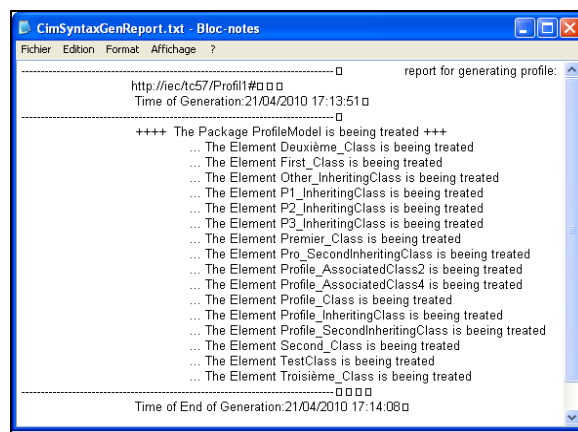 CimSyntaxGenReport.txt - Bloc-notes
Fichier Edition Format Affichage ?
------------------------------------------------------------------ report for generating profile:
http://iec/tc57/Profil1#
Time of Generation:21/04/2010 17:13:51
------------------------------------------------------------------
++++ The Package ProfileModel is beeing treated +++
... The Element Deuxième_Class is beeing treated
... The Element First_Class is beeing treated
... The Element Other_InheritingClass is beeing treated
... The Element P1_InheritingClass is beeing treated
... The Element P2_InheritingClass is beeing treated
... The Element P3_InheritingClass is beeing treated
... The Element Premier_Class is beeing treated
... The Element Pro_SecondInheritingClass is beeing treated
... The Element Profile_AssociatedClass2 is beeing treated
... The Element Profile_AssociatedClass4 is beeing treated
... The Element Profile_Class is beeing treated
... The Element Profile_InheritingClass is beeing treated
... The Element Profile_SecondInheritingClass is beeing treated
... The Element Second_Class is beeing treated
... The Element TestClass is beeing treated
... The Element Troisième_Class is beeing treated
------------------------------------------------------------------
Time of End of Generation:21/04/2010 17:14:08